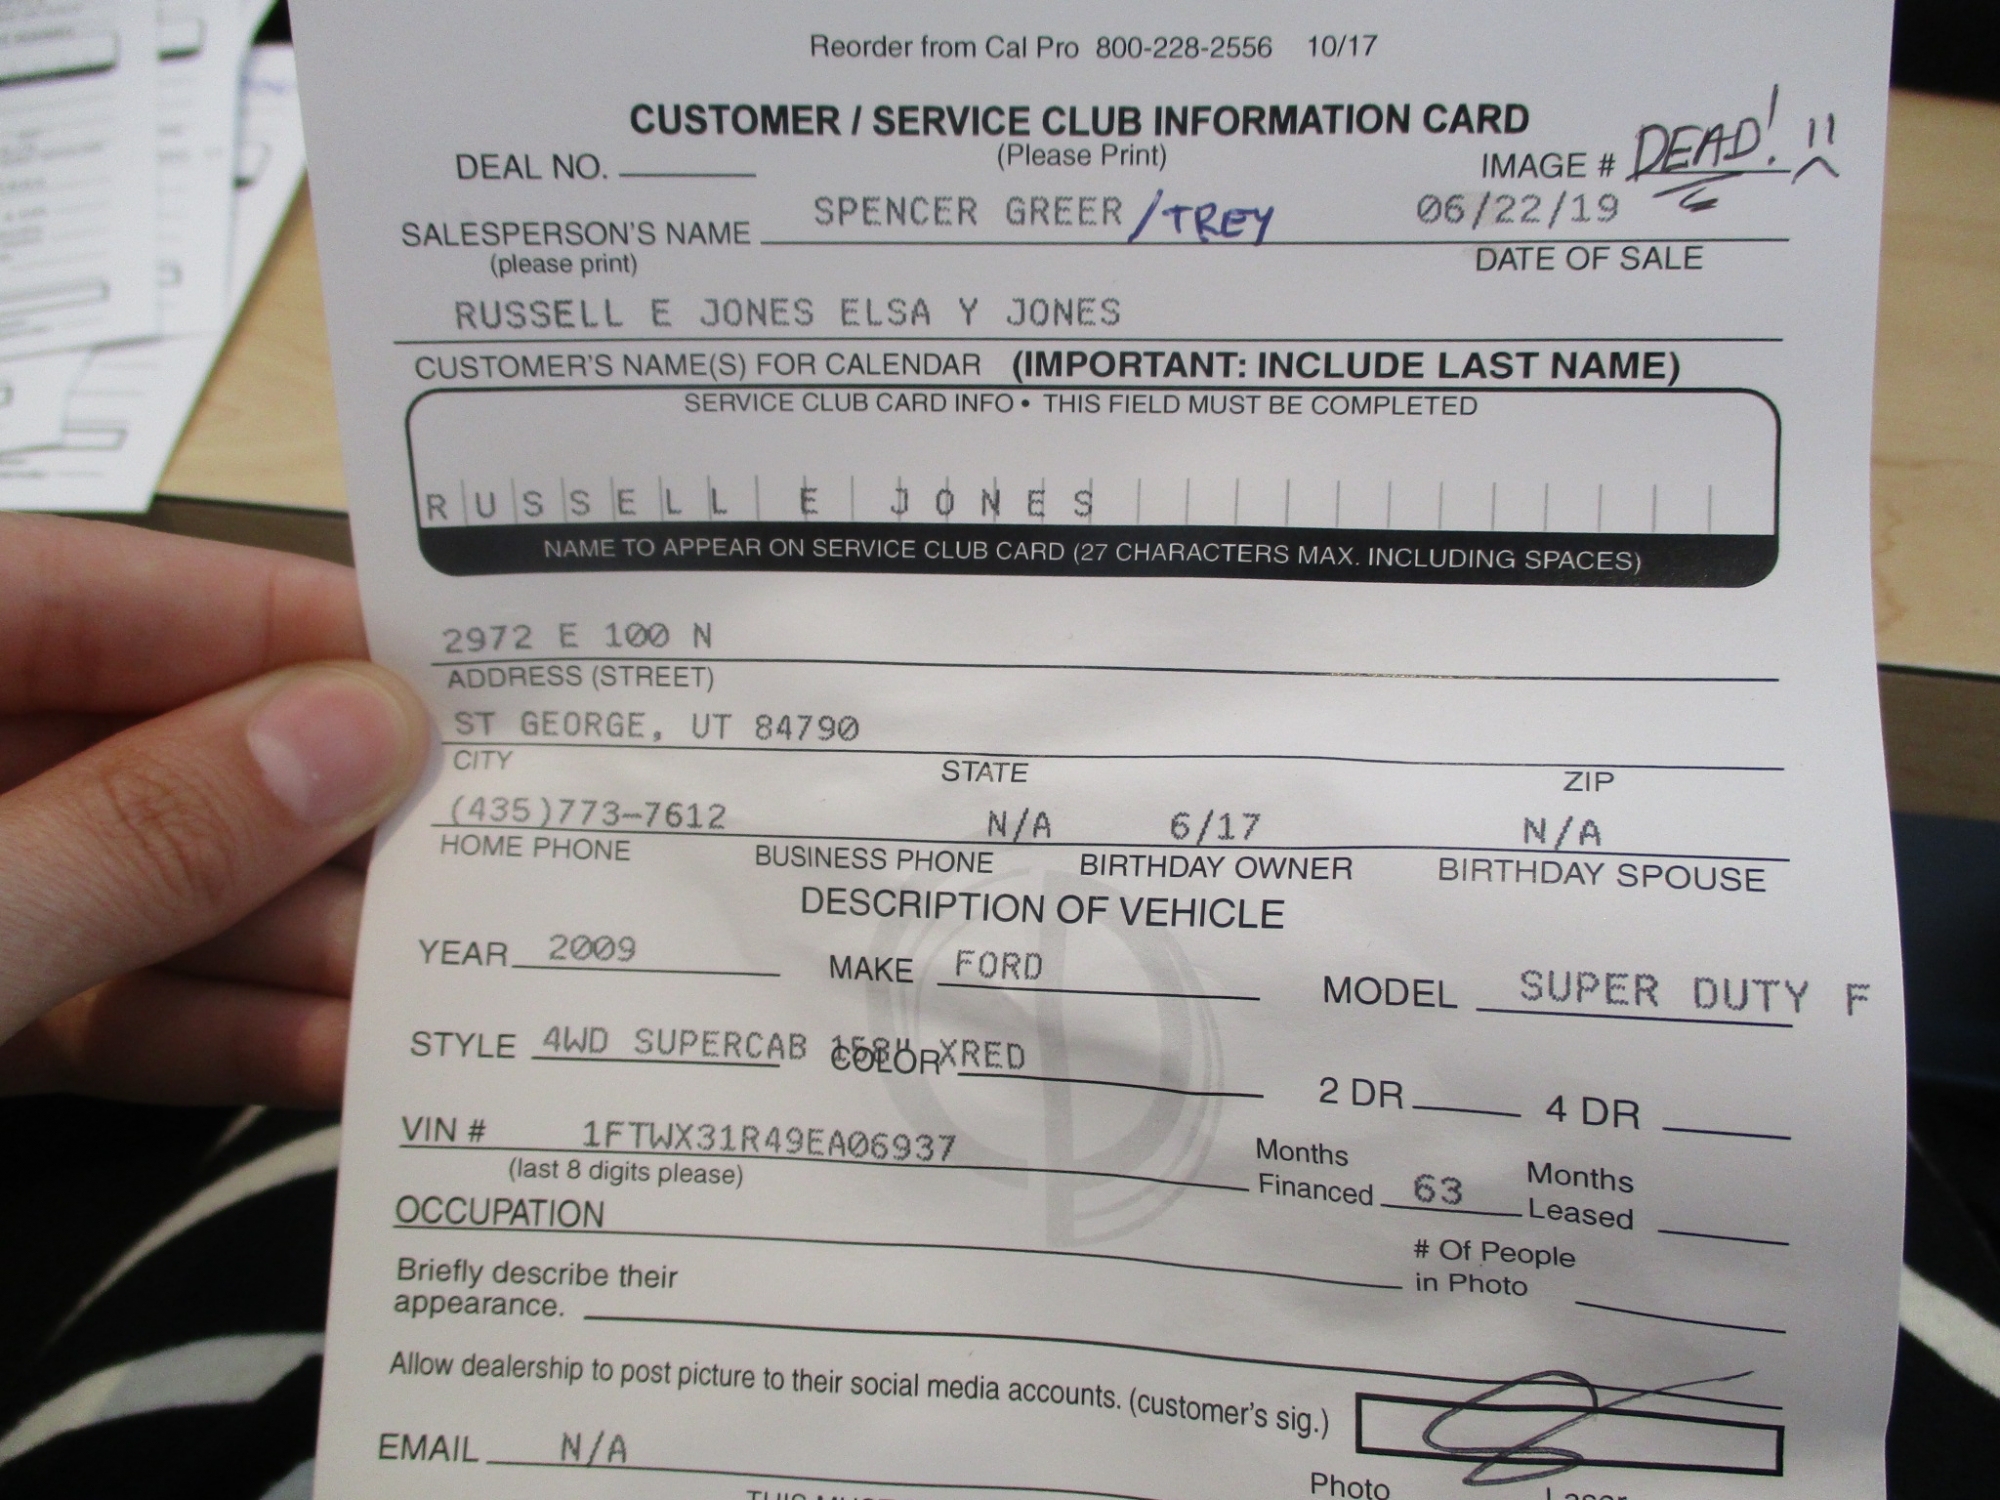 Reorder from Cal Pro 800-228-2556 10/17
CUSTOMER / SERVICE CLUB INFORMATION CARD
(Please Print)
DEAL NO. IMAGE # DEAD! !!
SALESPERSON'S NAME SPENCER GREER /TREY 06/22/19
(please print) DATE OF SALE
RUSSELL E JONES ELSA Y JONES
CUSTOMER'S NAME(S) FOR CALENDAR (IMPORTANT: INCLUDE LAST NAME)
SERVICE CLUB CARD INFO • THIS FIELD MUST BE COMPLETED
RUSSELL E JONES
NAME TO APPEAR ON SERVICE CLUB CARD (27 CHARACTERS MAX. INCLUDING SPACES)
2972 E 100 N
ADDRESS (STREET)
ST GEORGE, UT 84790
CITY STATE ZIP
(435)773-7612 N/A 6/17 N/A
HOME PHONE BUSINESS PHONE BIRTHDAY OWNER BIRTHDAY SPOUSE
DESCRIPTION OF VEHICLE
YEAR 2009 MAKE FORD MODEL SUPER DUTY F
STYLE 4WD SUPERCAB 158" X COLOR RED 2 DR 4 DR
VIN # 1FTWX31R49EA06937 Months Financed 63 Months Leased
(last 8 digits please)
OCCUPATION # Of People in Photo
Briefly describe their
appearance.
Allow dealership to post picture to their social media accounts. (customer's sig.)
EMAIL N/A
Photo